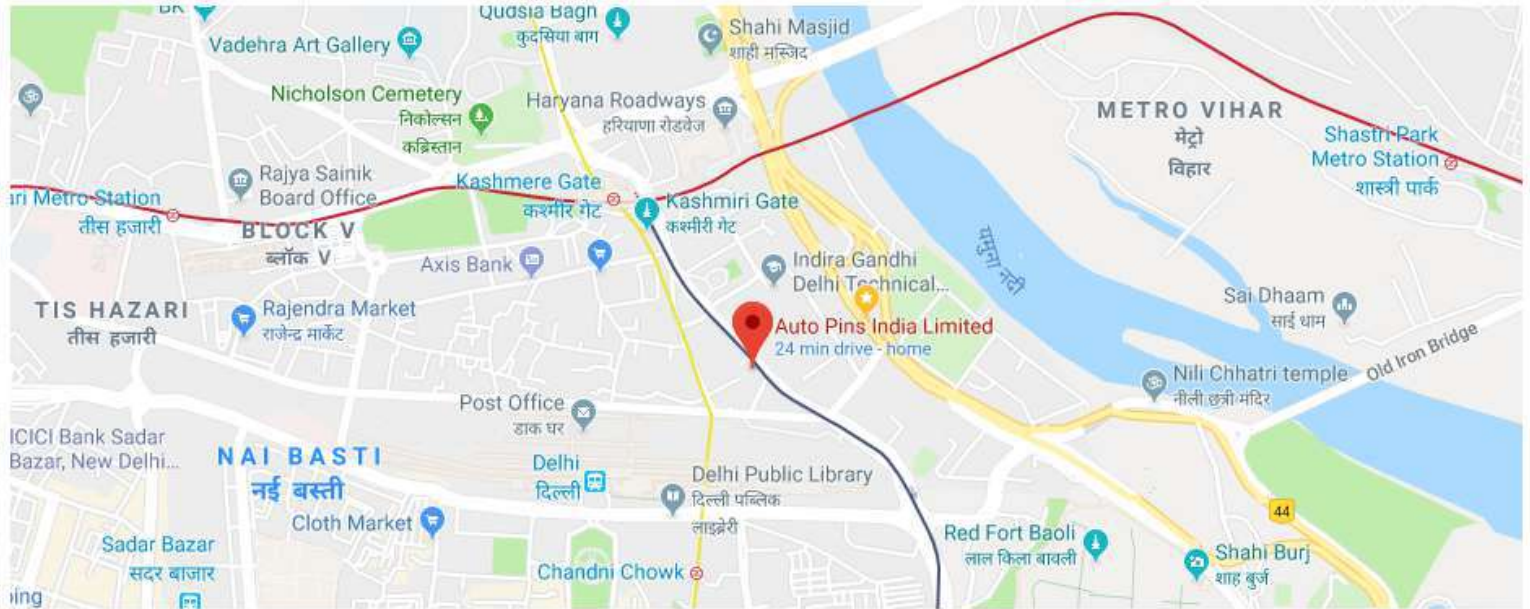 BK
Vadehra Art Gallery
Qudsia Bagh
कुदसिया बाग
Shahi Masjid
शाही मस्जिद
Nicholson Cemetery
निकोल्सन
कब्रिस्तान
Haryana Roadways
हरियाणा रोडवेज
METRO VIHAR
मेट्रो
विहार
Shastri Park
Metro Station
शास्त्री पार्क
Rajya Sainik
Board Office
Kashmere Gate
कश्मीर गेट
Kashmiri Gate
कश्मीरी गेट
ari Metro Station
तीस हजारी
BLOCK V
ब्लॉक V
Axis Bank
Indira Gandhi
Delhi Technical...
यमुना नदी
TIS HAZARI
तीस हजारी
Rajendra Market
राजेन्द्र मार्केट
Auto Pins India Limited
24 min drive - home
Sai Dhaam
साई धाम
Old Iron Bridge
Nili Chhatri temple
नीली छत्री मंदिर
Post Office
डाक घर
ICICI Bank Sadar
Bazar, New Delhi...
NAI BASTI
नई बस्ती
Delhi
दिल्ली
Delhi Public Library
दिल्ली पब्लिक
लाइब्रेरी
Cloth Market
44
Sadar Bazar
सदर बाजार
Chandni Chowk
Red Fort Baoli
लाल किला बावली
Shahi Burj
शाह बुर्ज
ping